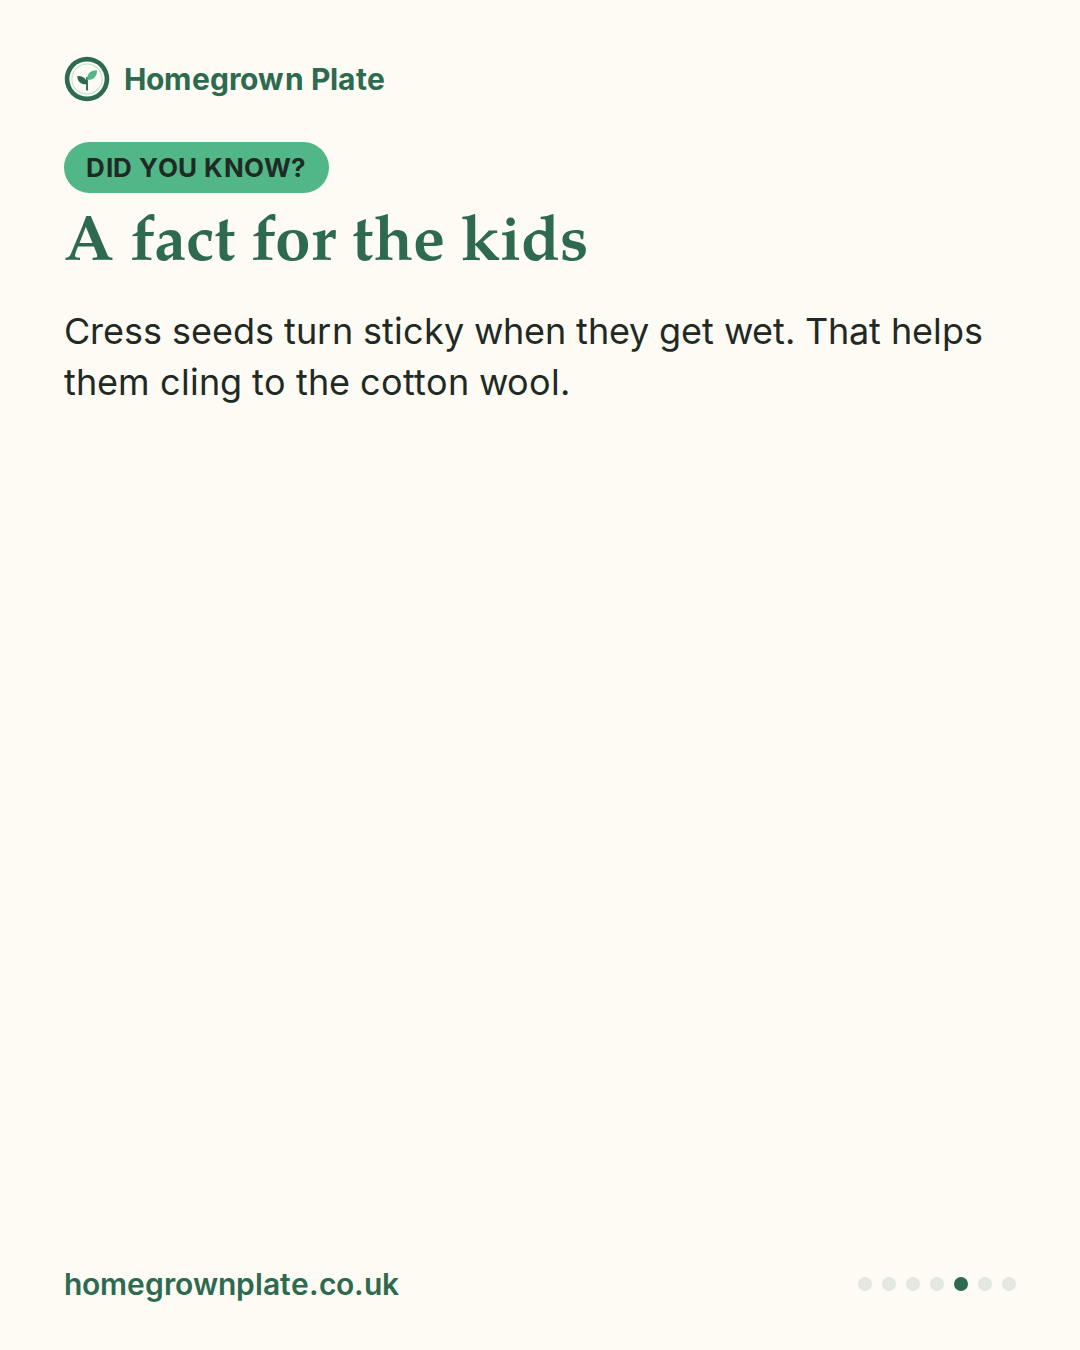 Homegrown Plate
DID YOU KNOW?
A fact for the kids
Cress seeds turn sticky when they get wet. That helps
them cling to the cotton wool.
homegrownplate.co.uk